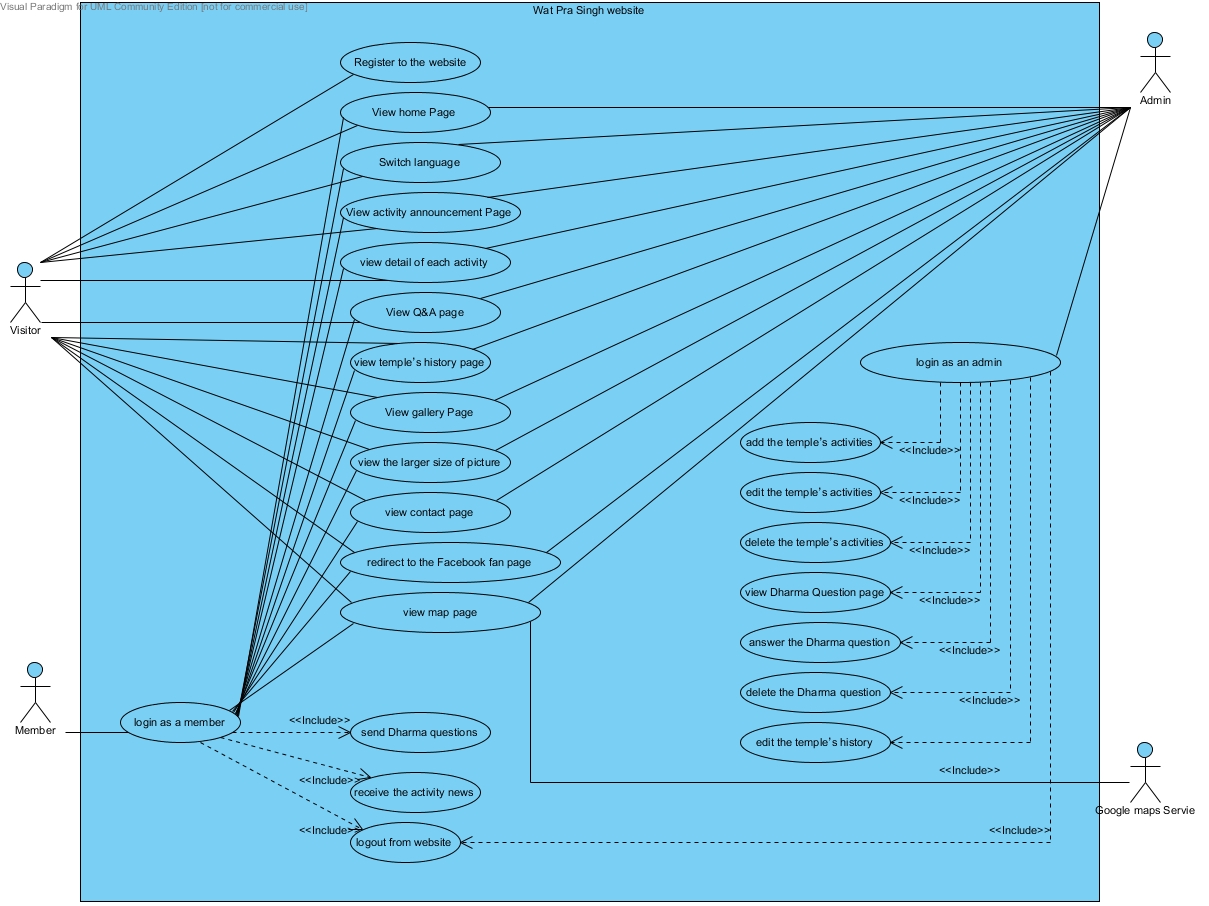 Visual Paradigm for UML Community Edition [not for commercial use]
Wat Pra Singh website
Register to the website
Admin
View home Page
Switch language
View activity announcement Page
view detail of each activity
View Q&A page
Visitor
view temple's history page
login as an admin
View gallery Page
add the temple's activities
<<Include>>
view the larger size of picture
edit the temple's activities
<<Include>>
view contact page
delete the temple's activities
<<Include>>
redirect to the Facebook fan page
view Dharma Question page
<<Include>>
view map page
answer the Dharma question
<<Include>>
delete the Dharma question
<<Include>>
Member
login as a member
<<Include>>
send Dharma questions
edit the temple's history
<<Include>>
<<Include>>
receive the activity news
Google maps Servie
<<Include>>
<<Include>>
logout from website